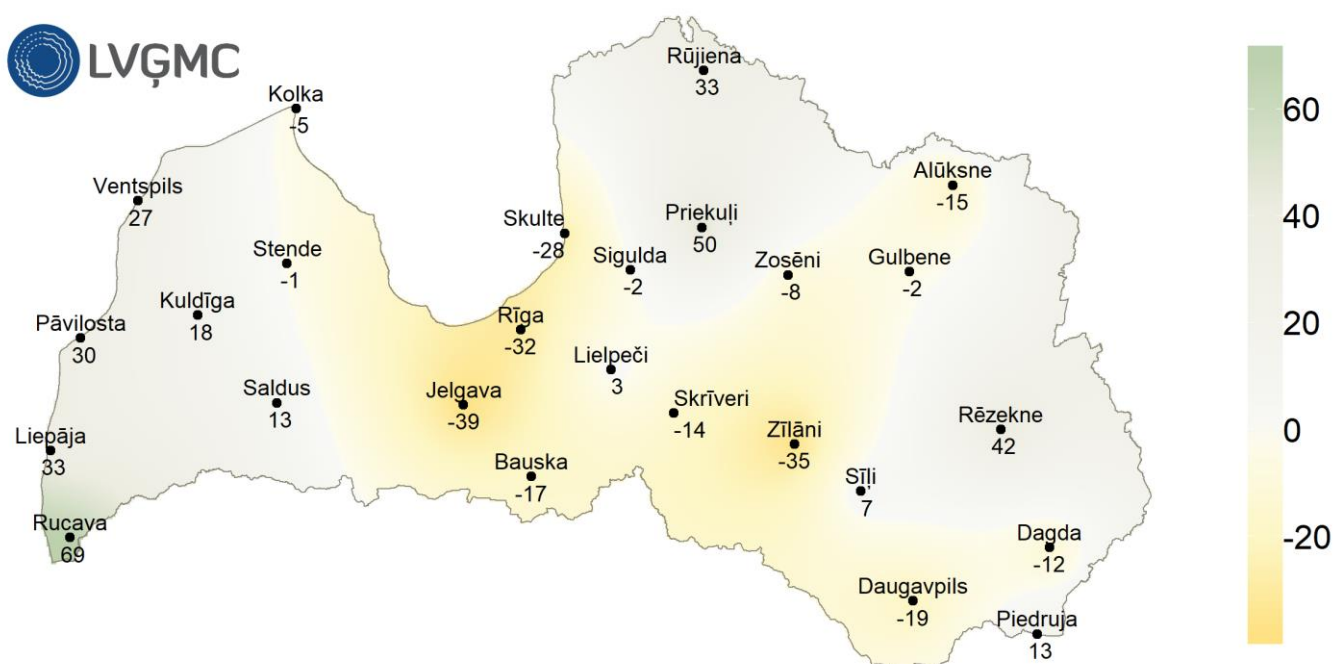 LVĢMC
Rūjiena
33
Kolka
-5
Ventspils
27
Alūksne
-15
Skulte
-28
Priekuļi
50
Stende
-1
Sigulda
-2
Zosēni
-8
Gulbene
-2
Kuldīga
18
Pāvilosta
30
Rīga
-32
Lielpeči
3
Saldus
13
Jelgava
-39
Skrīveri
-14
Zīlāni
-35
Rēzekne
42
Liepāja
33
Bauska
-17
Sīļi
7
Rucava
69
Dagda
-12
Daugavpils
-19
Piedruja
13
60
40
20
0
-20